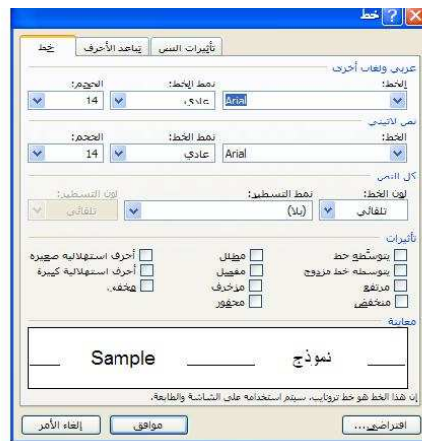 خط
خط تباعد الأحرف تأثيرات النص
عربي ولغات أخرى
الخط: نمط الخط: الحجم:
Arial عادي 14
نص لاتيني
الخط: نمط الخط: الحجم:
Arial عادي 14
كل النص
لون الخط: نمط التسطير: لون التسطير:
تلقائي (بلا) تلقائي
تأثيرات
يتوسطه خط مظلل أحرف استهلالية صغيرة
يتوسطه خط مزدوج مفصل أحرف استهلالية كبيرة
مرتفع مزخرف مخفي
منخفض محفور
معاينة
نموذج Sample
إن هذا الخط هو خط تروتايب. سيتم استخدامه على الشاشة والطابعة.
افتراضي... موافق إلغاء الأمر